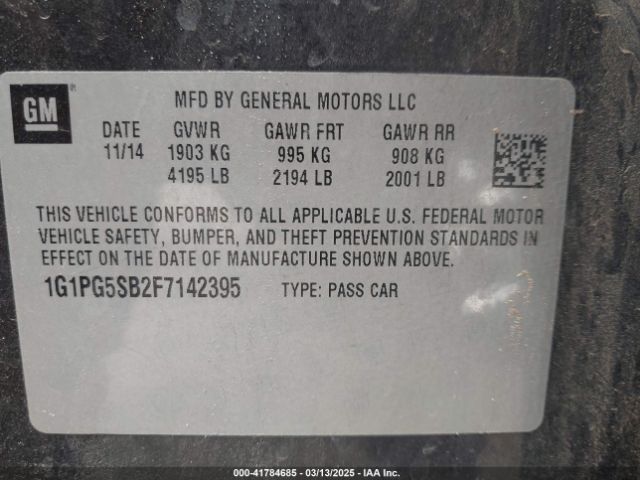 GM
MFD BY GENERAL MOTORS LLC
DATE GVWR GAWR FRT GAWR RR
11/14 1903 KG 995 KG 908 KG
4195 LB 2194 LB 2001 LB
THIS VEHICLE CONFORMS TO ALL APPLICABLE U.S. FEDERAL MOTOR
VEHICLE SAFETY, BUMPER, AND THEFT PREVENTION STANDARDS IN
EFFECT ON THE DATE OF MANUFACTURE SHOWN ABOVE.
1G1PG5SB2F7142395 TYPE: PASS CAR
000-41784685 - 03/13/2025 - IAA Inc.